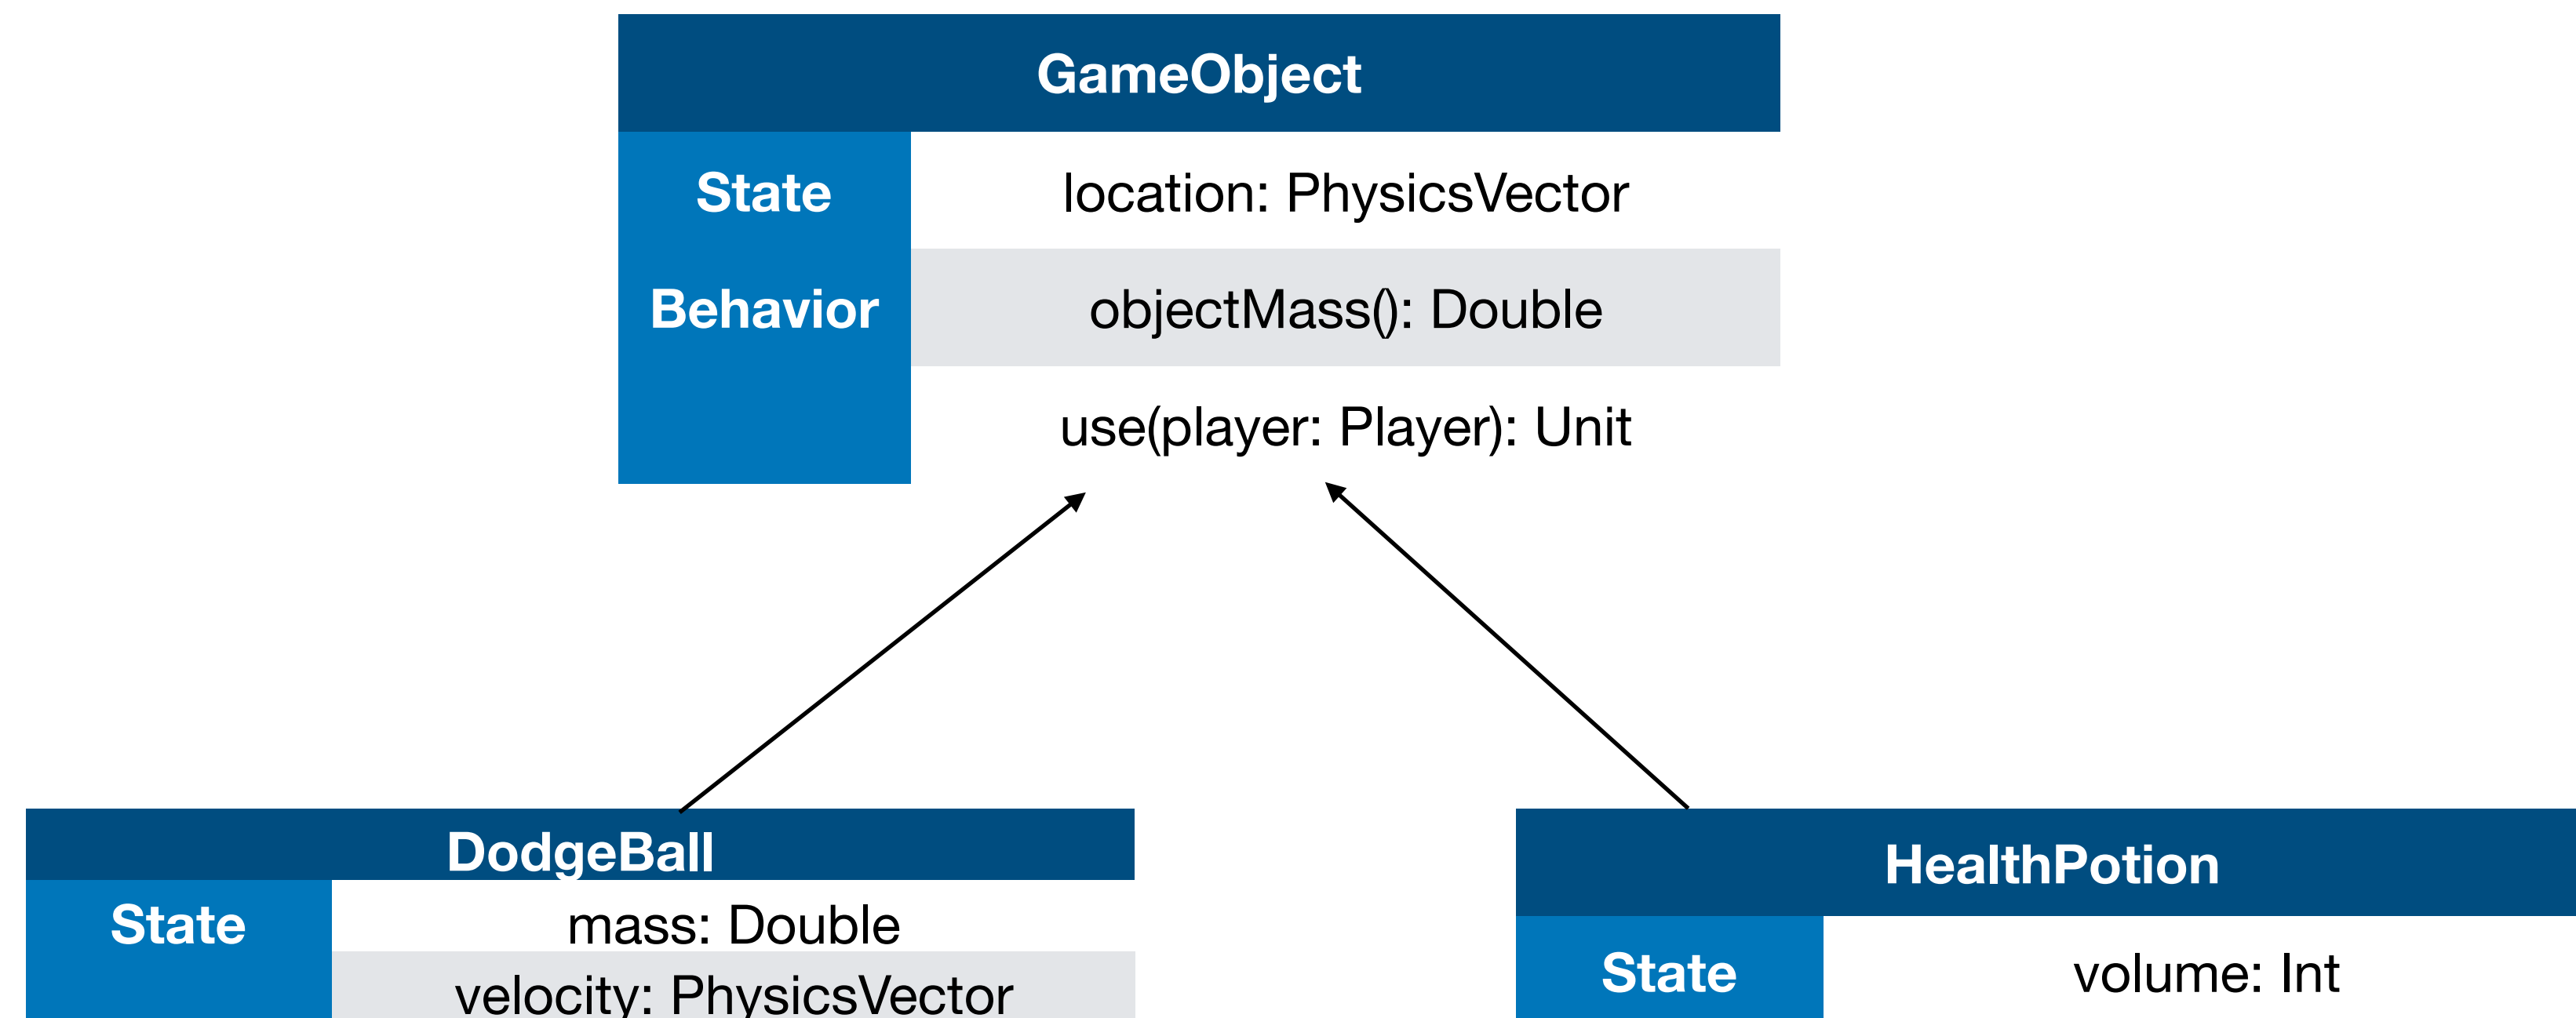 GameObject
State location: PhysicsVector
Behavior objectMass(): Double
use(player: Player): Unit
DodgeBall
State mass: Double
velocity: PhysicsVector
HealthPotion
State volume: Int